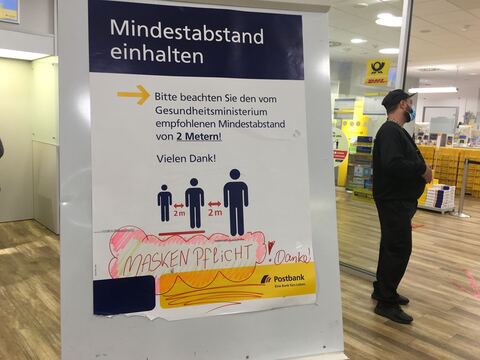 Mindestabstand
einhalten
Bitte beachten Sie den vom
Gesundheitsministerium
empfohlenen Mindestabstand
von 2 Metern!
Vielen Dank!
2 m
2 m
MASKEN PFLICHT ! Danke!
Postbank
Eine Bank fürs Leben.
DHL